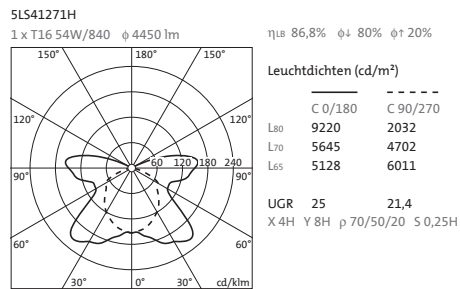 5LS41271H
1 x T16 54W/840 ϕ 4450 lm
150° 180° 150°
120° 120°
60 120 180 240
90° 90°
60° 60°
30° 0° 30° cd/klm
ηLB 86,8% ϕ↓ 80% ϕ↑ 20%
Leuchtdichten (cd/m²)
C 0/180 C 90/270
L80 9220 2032
L70 5645 4702
L65 5128 6011
UGR 25 21,4
X 4H Y 8H ρ 70/50/20 S 0,25H